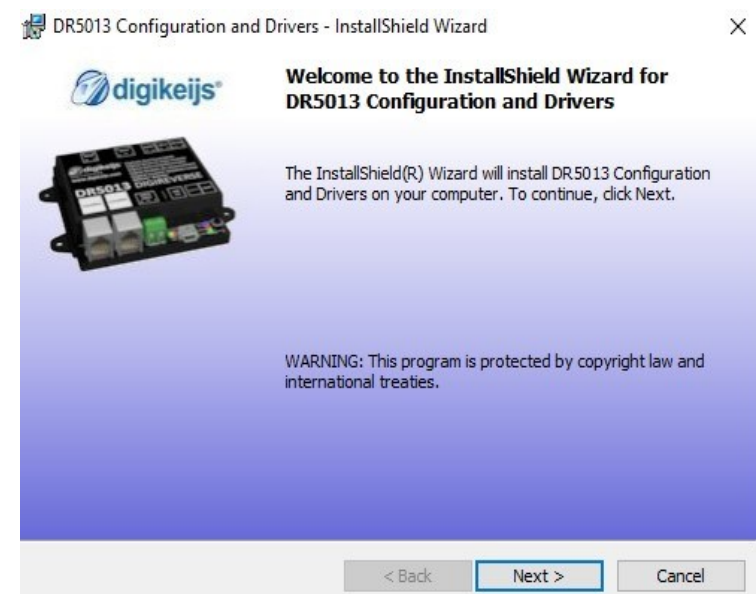 DR5013 Configuration and Drivers - InstallShield Wizard
digikeijs®
Welcome to the InstallShield Wizard for
DR5013 Configuration and Drivers
DR5013 DIGIREVERSE
The InstallShield(R) Wizard will install DR5013 Configuration
and Drivers on your computer. To continue, click Next.
WARNING: This program is protected by copyright law and
international treaties.
< Back
Next >
Cancel